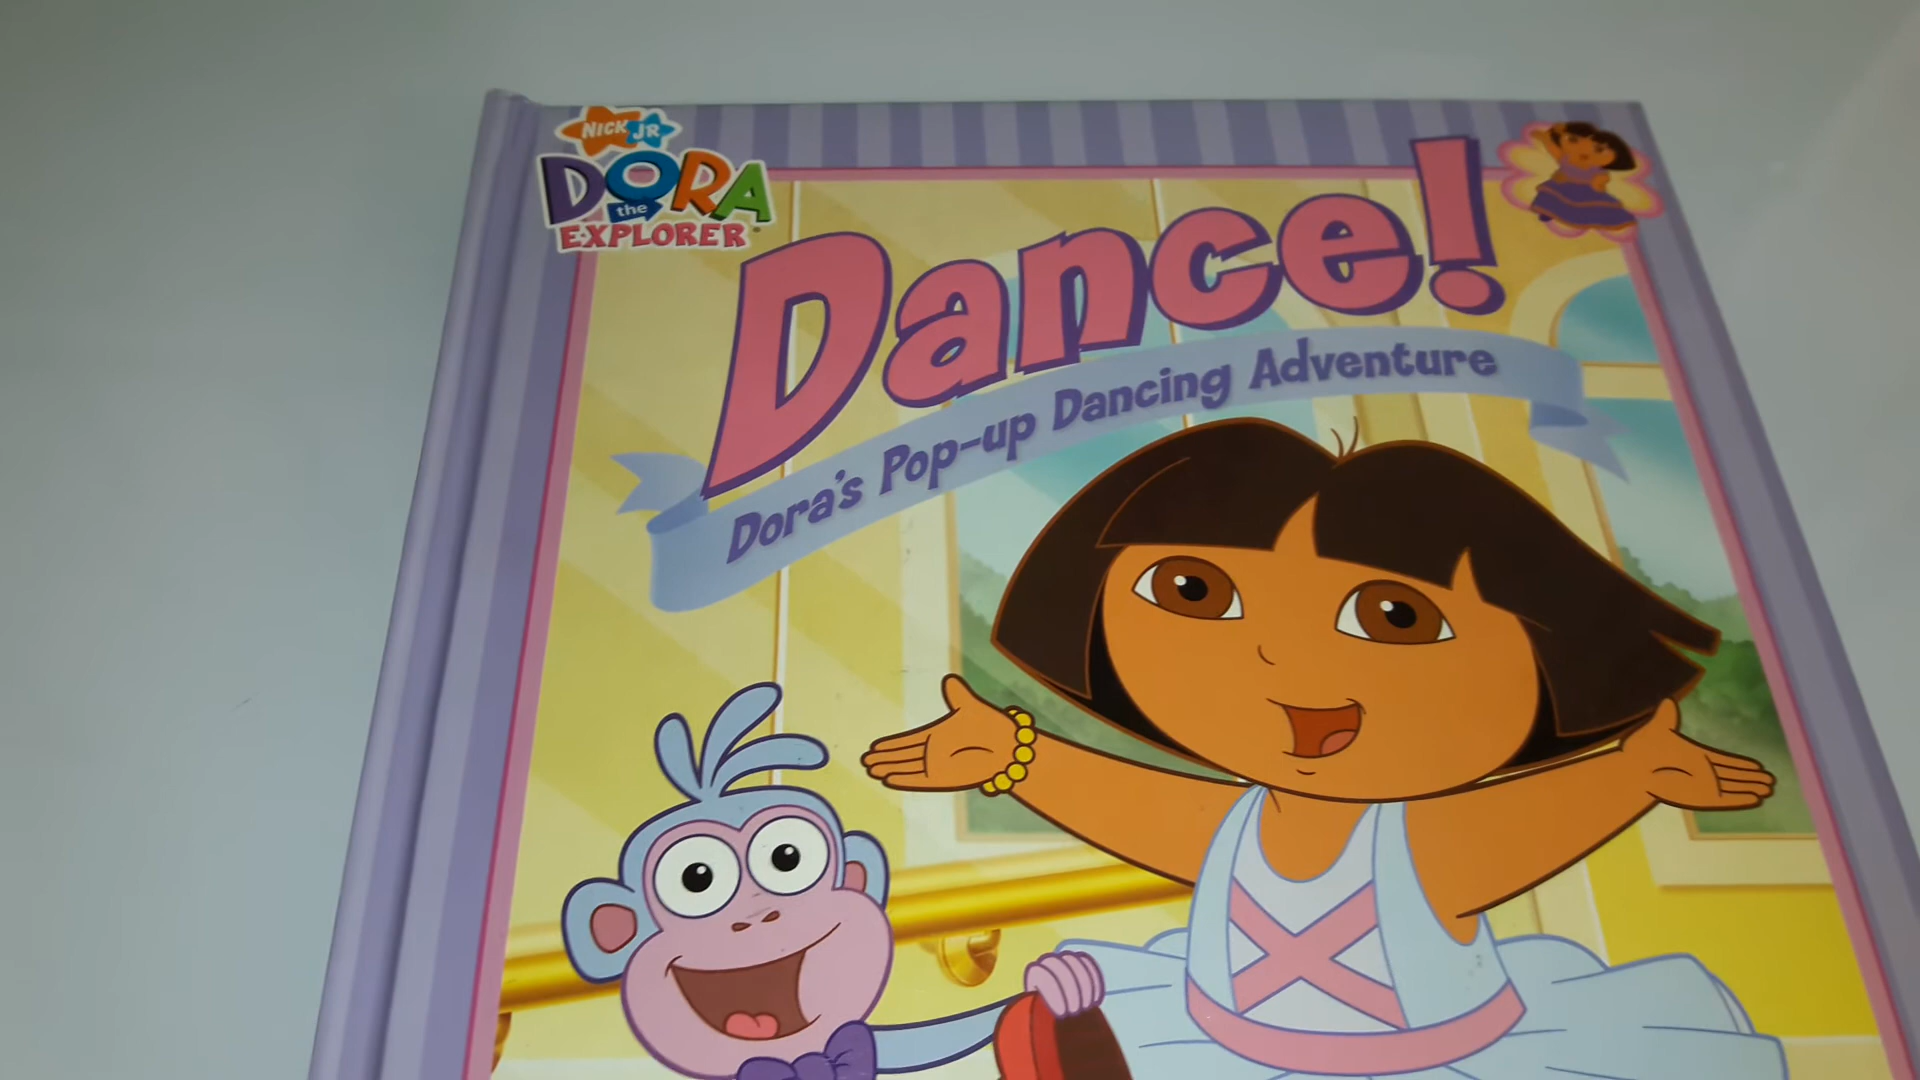 NICK JR
DORA
the
EXPLORER
Dance!
Dora's Pop-up Dancing Adventure